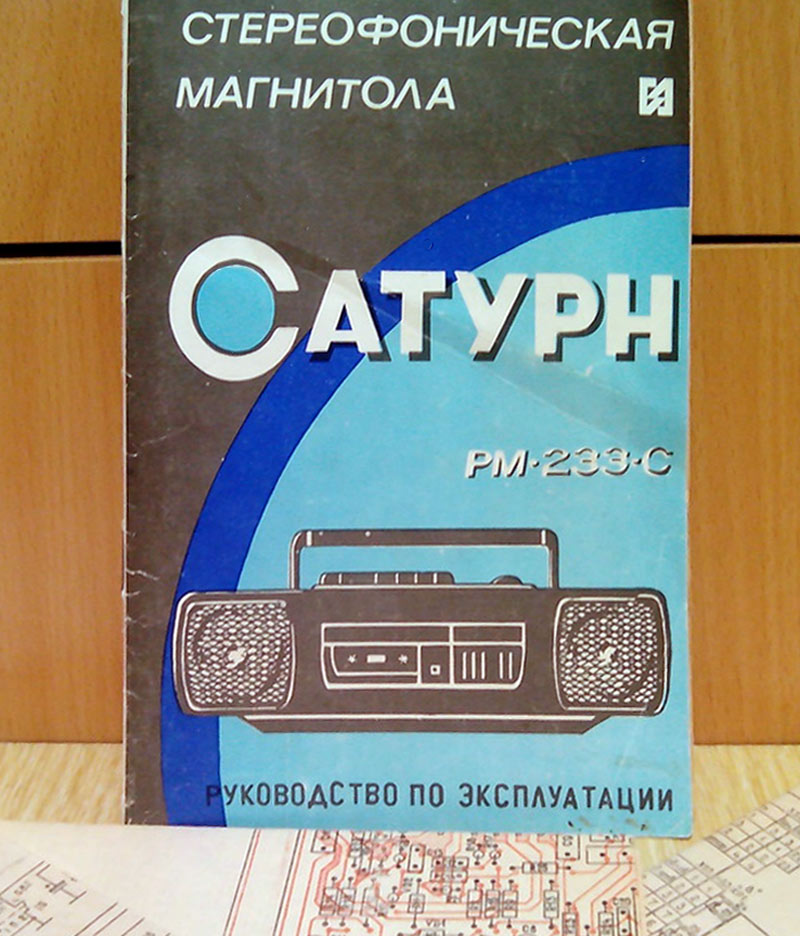 СТЕРЕОФОНИЧЕСКАЯ
МАГНИТОЛА
САТУРН
РМ-233-С
РУКОВОДСТВО ПО ЭКСПЛУАТАЦИИ